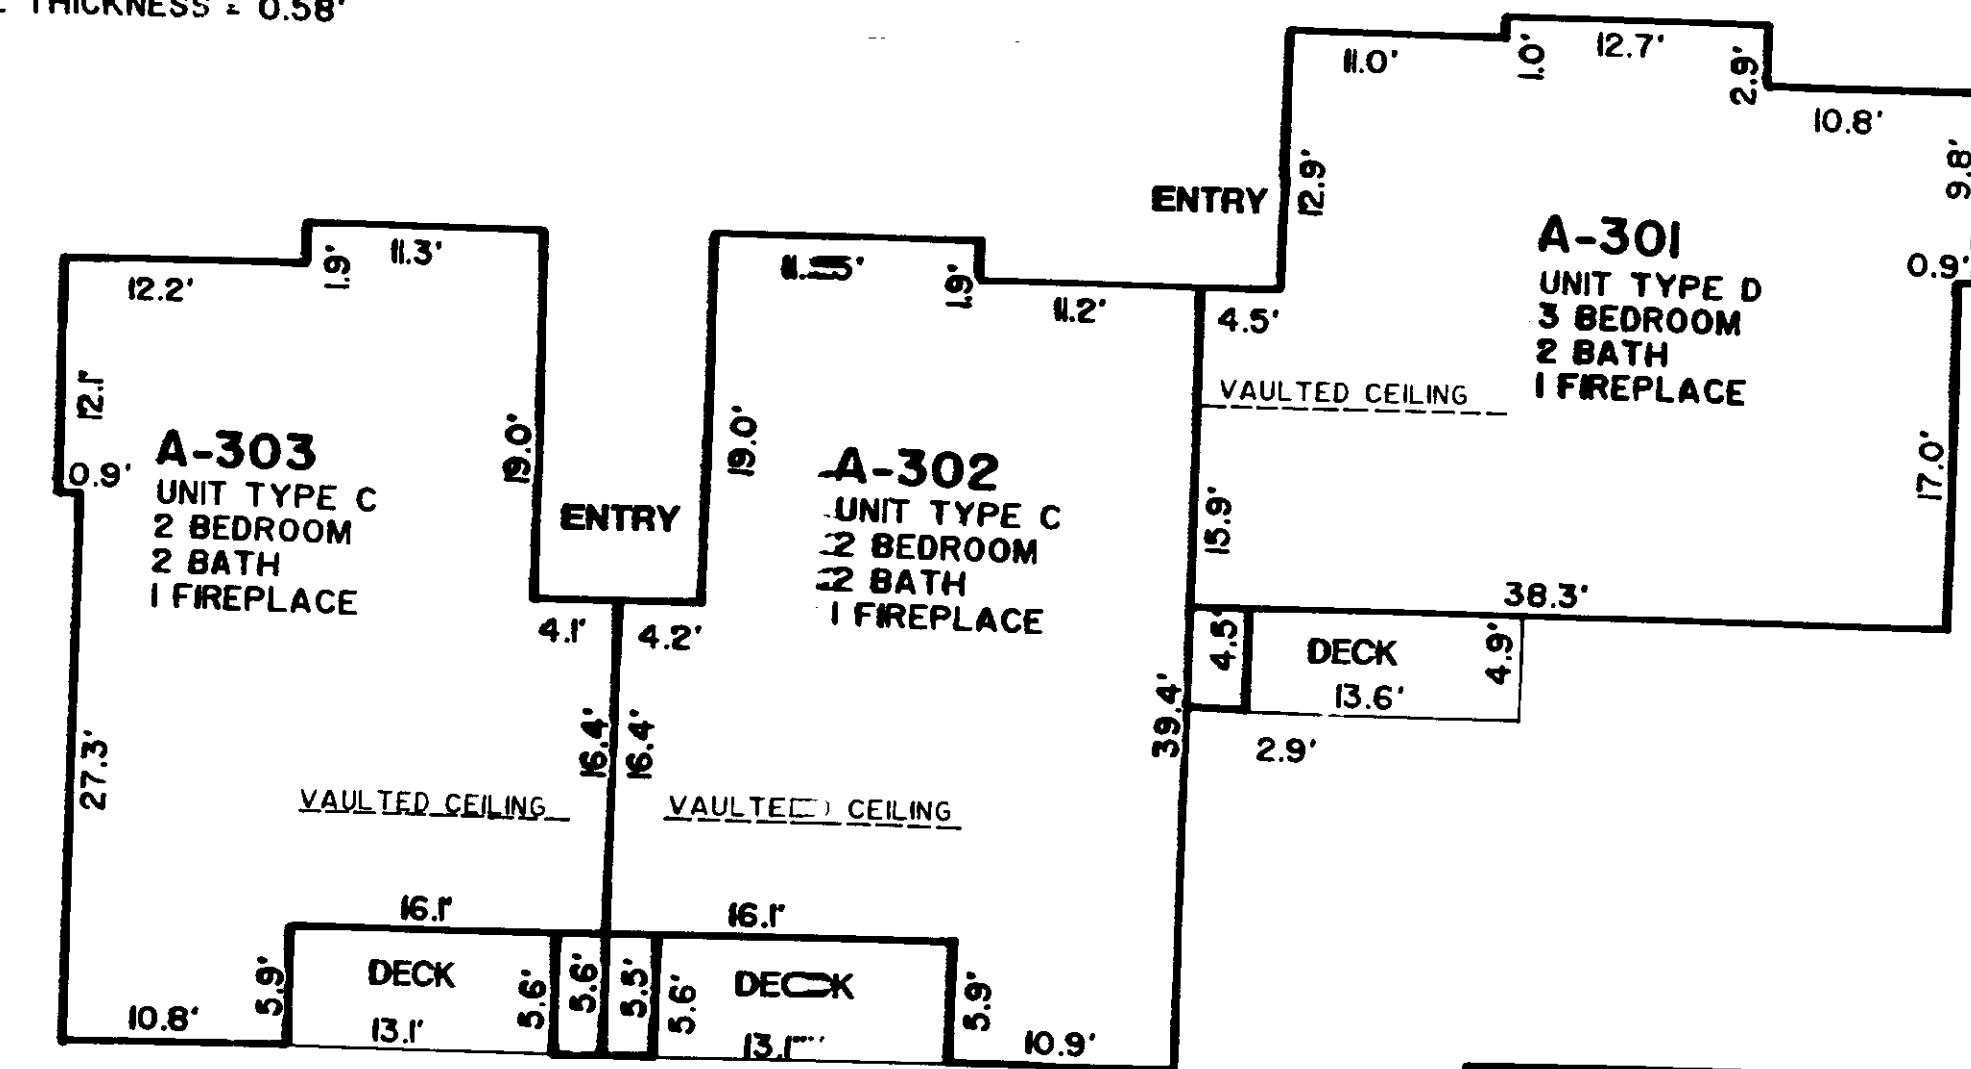 THICKNESS = 0.58'
11.0'
1.0'
12.7'
2.9'
10.8'
9.8'
12.9'
ENTRY
A-301
UNIT TYPE D
3 BEDROOM
2 BATH
1 FIREPLACE
0.9'
17.0'
4.5'
VAULTED CEILING
15.9'
38.3'
4.5'
DECK
4.9'
13.6'
2.9'
12.2'
1.9'
11.3'
12.1'
0.9'
A-303
UNIT TYPE C
2 BEDROOM
2 BATH
1 FIREPLACE
19.0'
ENTRY
4.1'
4.2'
19.0'
1.9'
11.2'
A-302
UNIT TYPE C
2 BEDROOM
2 BATH
1 FIREPLACE
39.4'
16.4'
16.4'
27.3'
VAULTED CEILING
VAULTED CEILING
16.1'
16.1'
5.9'
DECK
5.6'
5.6'
5.5'
5.6'
DECK
5.9'
10.8'
13.1'
13.1'
10.9'